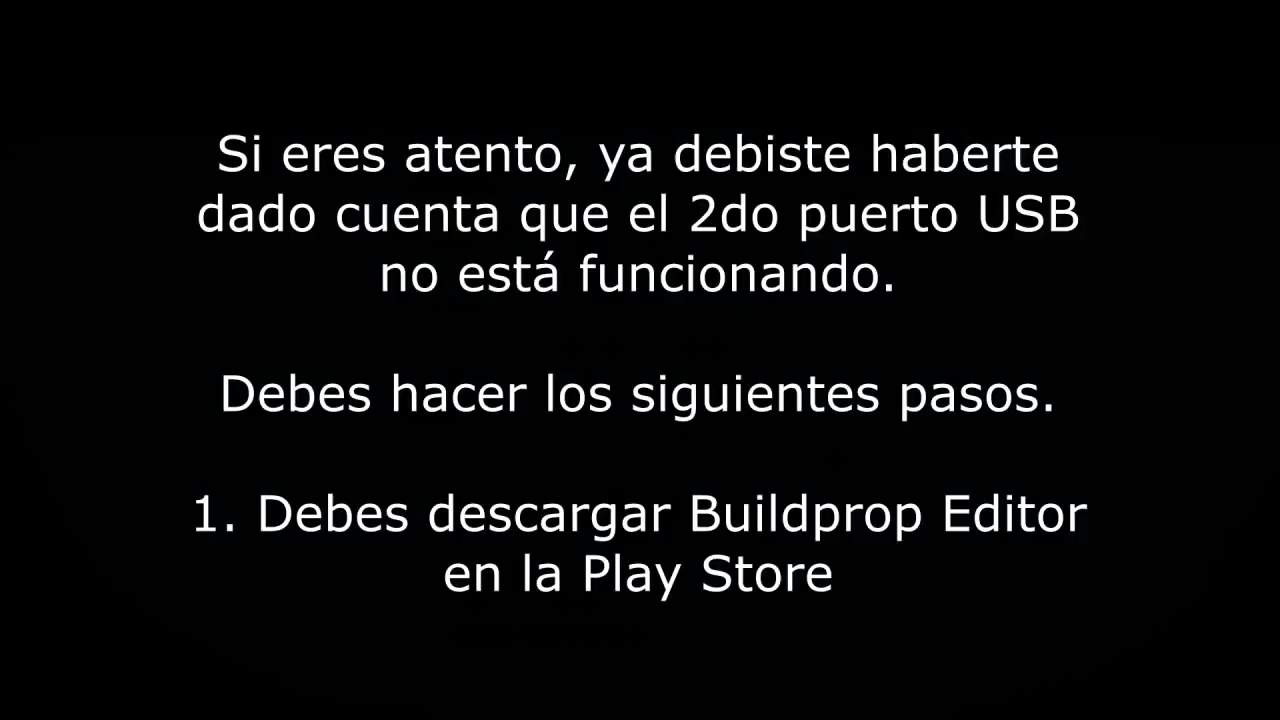 Si eres atento, ya debiste haberte
dado cuenta que el 2do puerto USB
no está funcionando.
Debes hacer los siguientes pasos.
1. Debes descargar Buildprop Editor
en la Play Store